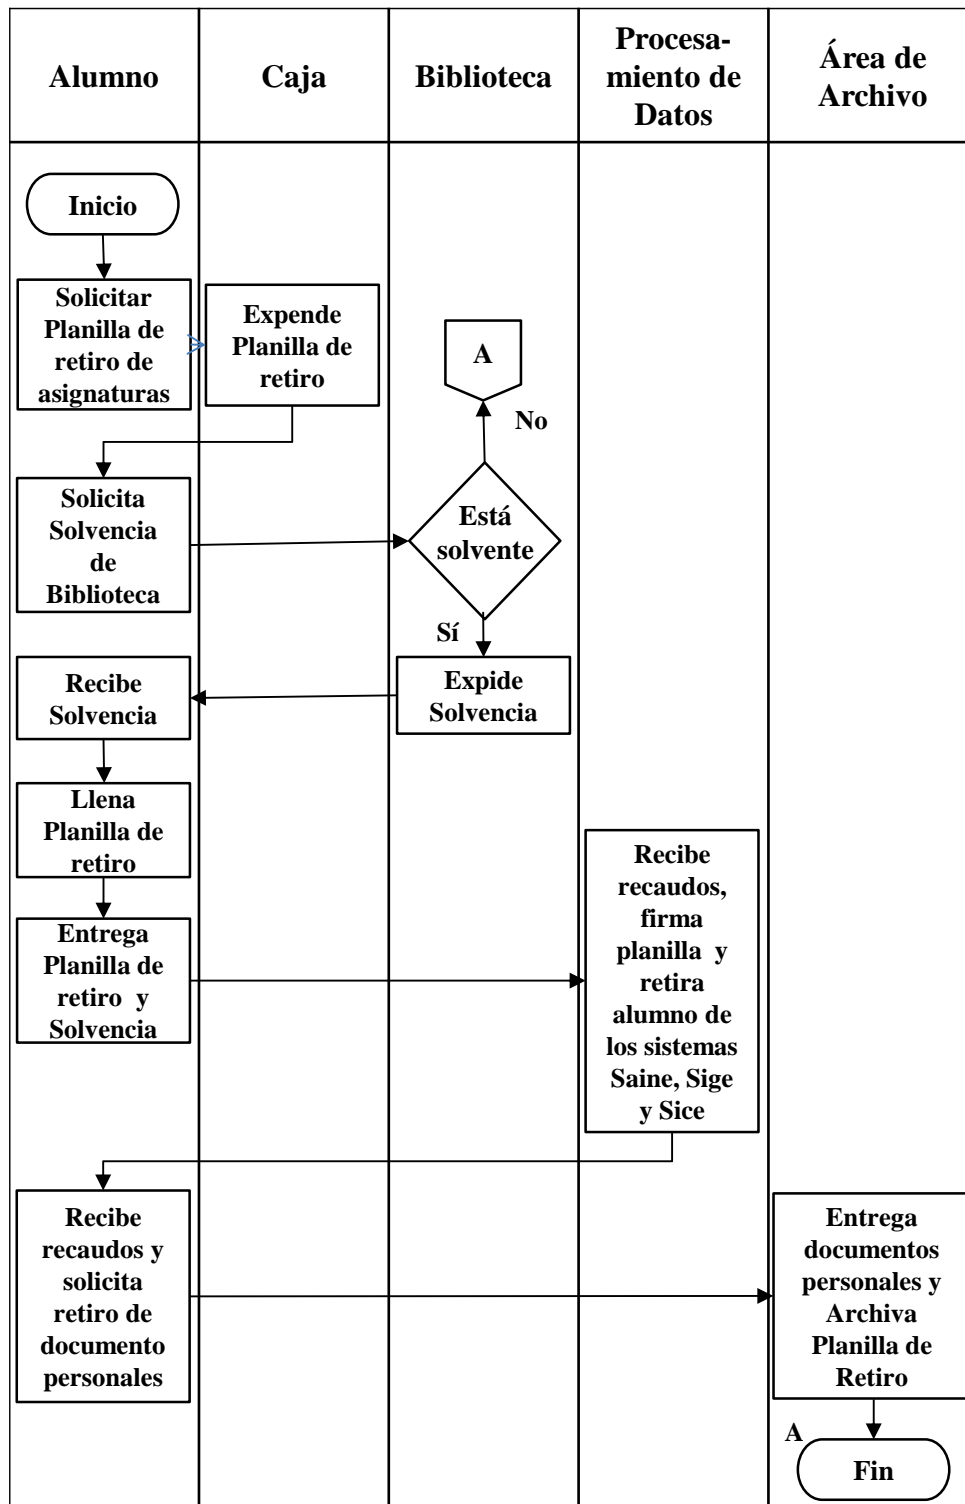 Alumno
Caja
Biblioteca
Procesa-
miento de
Datos
Área de
Archivo
Inicio
Solicitar
Planilla de
retiro de
asignaturas
Expende
Planilla de
retiro
A
No
Solicita
Solvencia
de
Biblioteca
Está
solvente
Sí
Recibe
Solvencia
Expide
Solvencia
Llena
Planilla de
retiro
Entrega
Planilla de
retiro y
Solvencia
Recibe
recaudos,
firma
planilla y
retira
alumno de
los sistemas
Saine, Sige
y Sice
Recibe
recaudos y
solicita
retiro de
documento
personales
Entrega
documentos
personales y
Archiva
Planilla de
Retiro
A
Fin